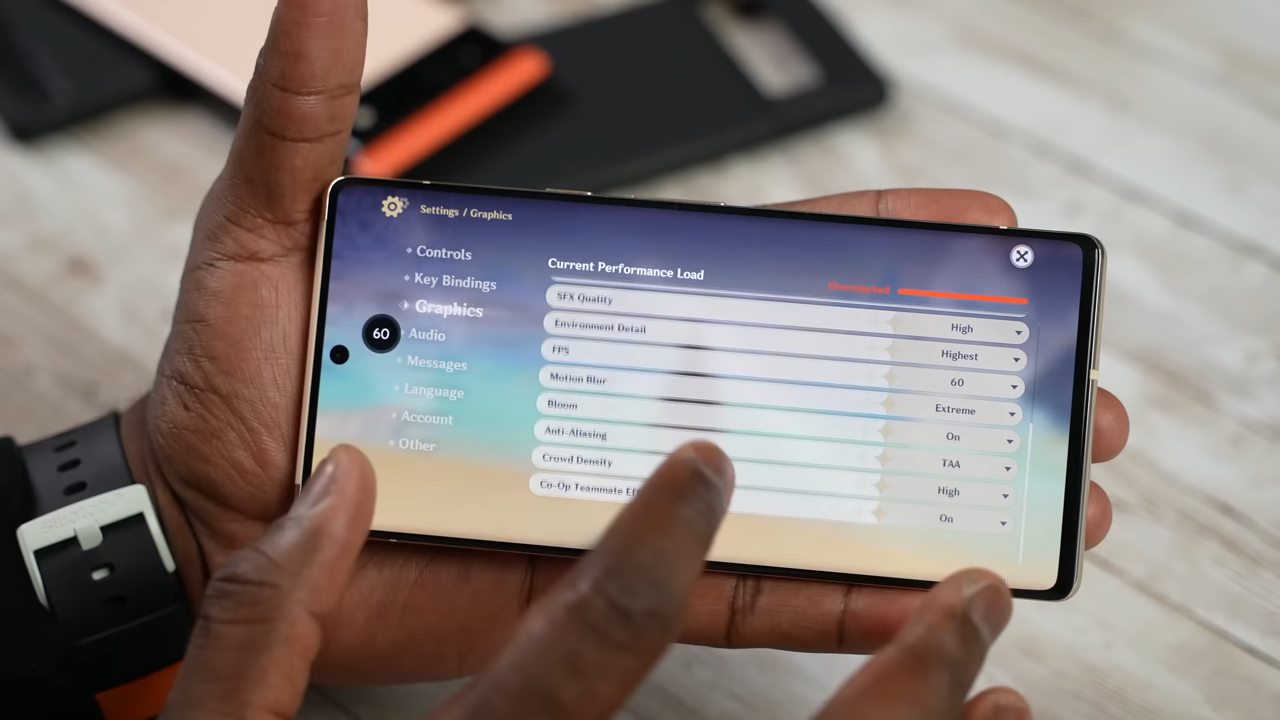 Settings / Graphics
Controls
Key Bindings
Graphics
Audio
Messages
Language
Account
Other
60
Current Performance Load
Overclocked
SFX Quality High
Environment Detail Highest
FPS 60
Motion Blur Extreme
Bloom On
Anti-Aliasing TAA
Crowd Density High
Co-Op Teammate Eff On